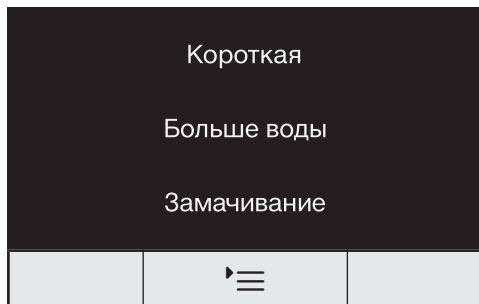 Короткая
Больше воды
Замачивание